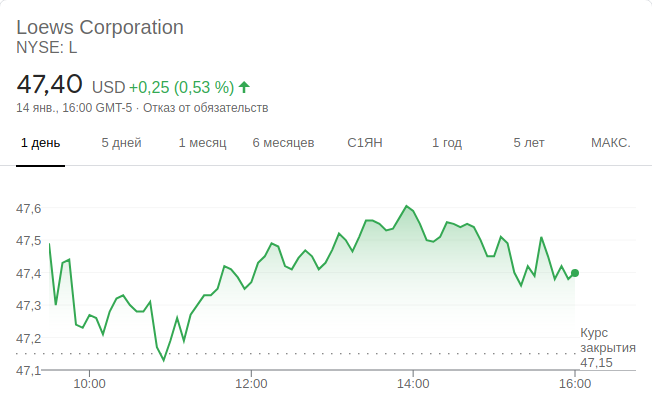 Loews Corporation
NYSE: L
47,40 USD +0,25 (0,53 %)
14 янв., 16:00 GMT-5 · Отказ от обязательств
1 день 5 дней 1 месяц 6 месяцев С1ЯН 1 год 5 лет МАКС.
47,6
47,5
47,4
47,3
47,2
47,1
Курс
закрытия
47,15
10:00 12:00 14:00 16:00